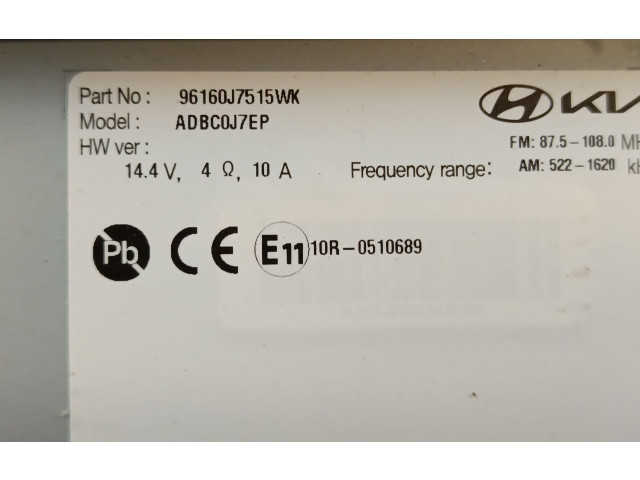 Part No : 96160J7515WK
Model : ADBC0J7EP
HW ver :
14.4 V, 4 Ω, 10 A
KIA
Frequency range: FM: 87.5-108.0
AM: 522-1620
Pb
CE
E11 10R-0510689